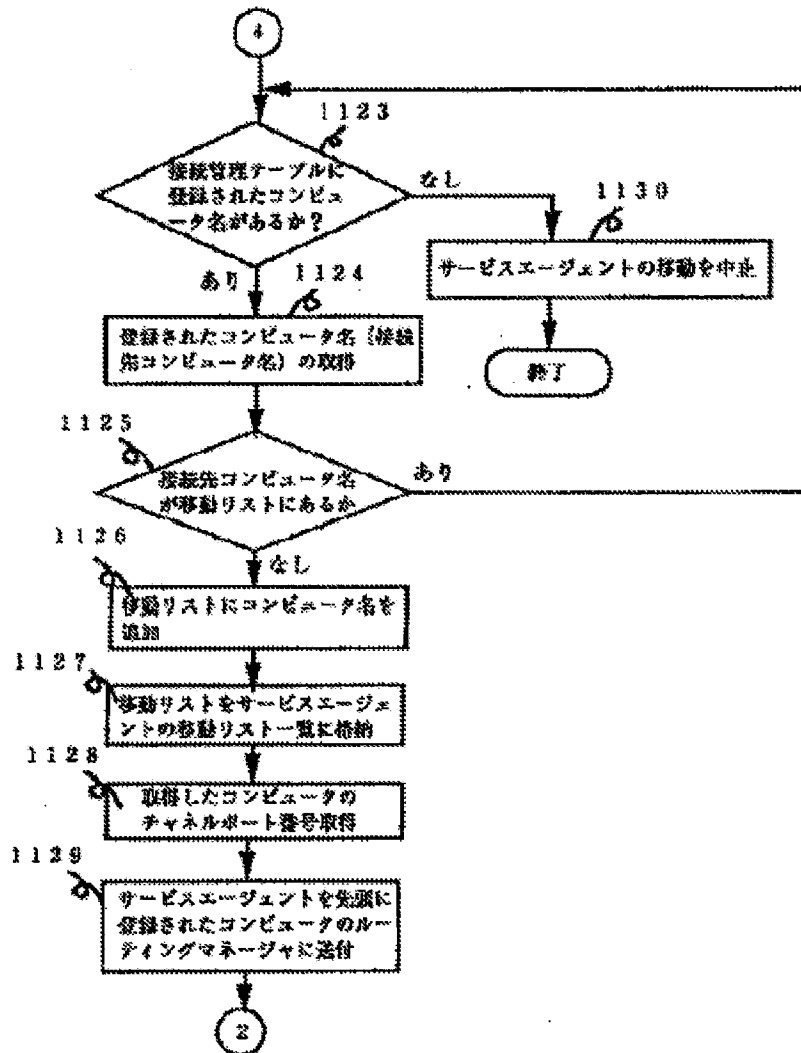 4
1123
接続管理テーブルに
登録されたコンピュ
ータ名があるか?
なし
あり
1130
サービスエージェントの移動を中止
終了
1124
登録されたコンピュータ名(接続
先コンピュータ名)の取得
1125
接続先コンピュータ名
が移動リストにあるか
あり
なし
1126
移動リストにコンピュータ名を
追加
1127
移動リストをサービスエージェ
ントの移動リスト一覧に格納
1128
取得したコンピュータの
チャネルポート番号取得
1129
サービスエージェントを先頭に
登録されたコンピュータのルー
ティングマネージャに送付
2